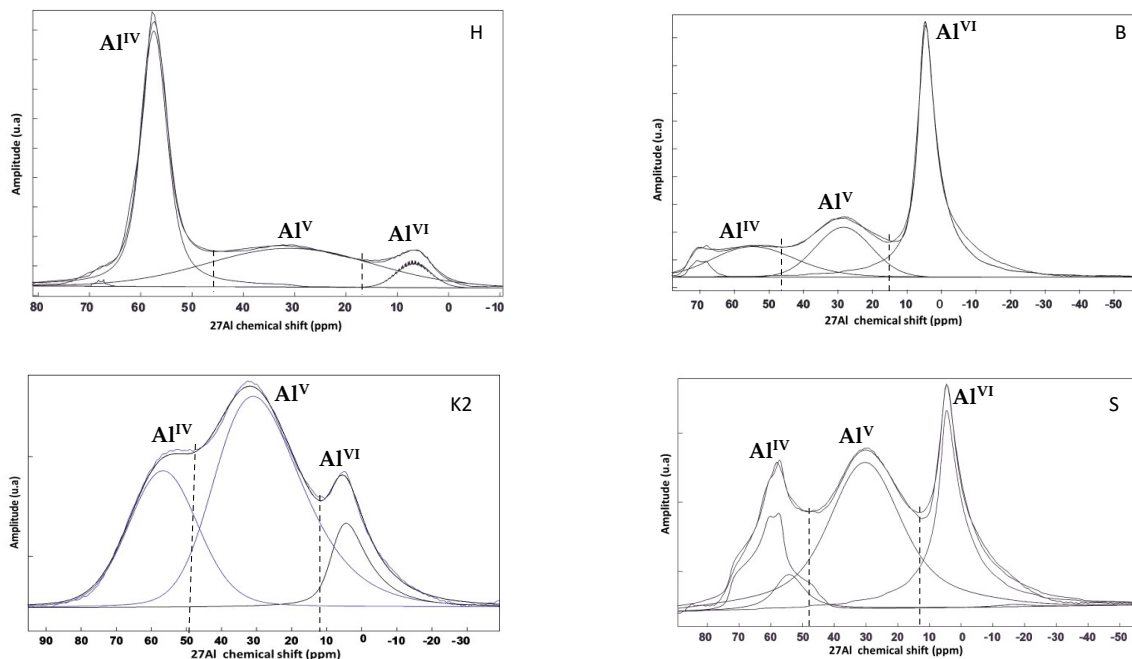 H
Al^IV
Al^V
Al^VI
Amplitude (u.a)
80 70 60 50 40 30 20 10 0 -10
27Al chemical shift (ppm)
B
Al^VI
Al^V
Al^IV
Amplitude (u.a)
70 60 50 40 30 20 10 0 -10 -20 -30 -40 -50
27Al chemical shift (ppm)
K2
Al^V
Al^IV
Al^VI
Amplitude (u.a)
90 80 70 60 50 40 30 20 10 0 -10 -20 -30
27Al chemical shift (ppm)
S
Al^VI
Al^IV
Al^V
Amplitude (u.a)
80 70 60 50 40 30 20 10 0 -10 -20 -30 -40 -50
27Al chemical shift (ppm)